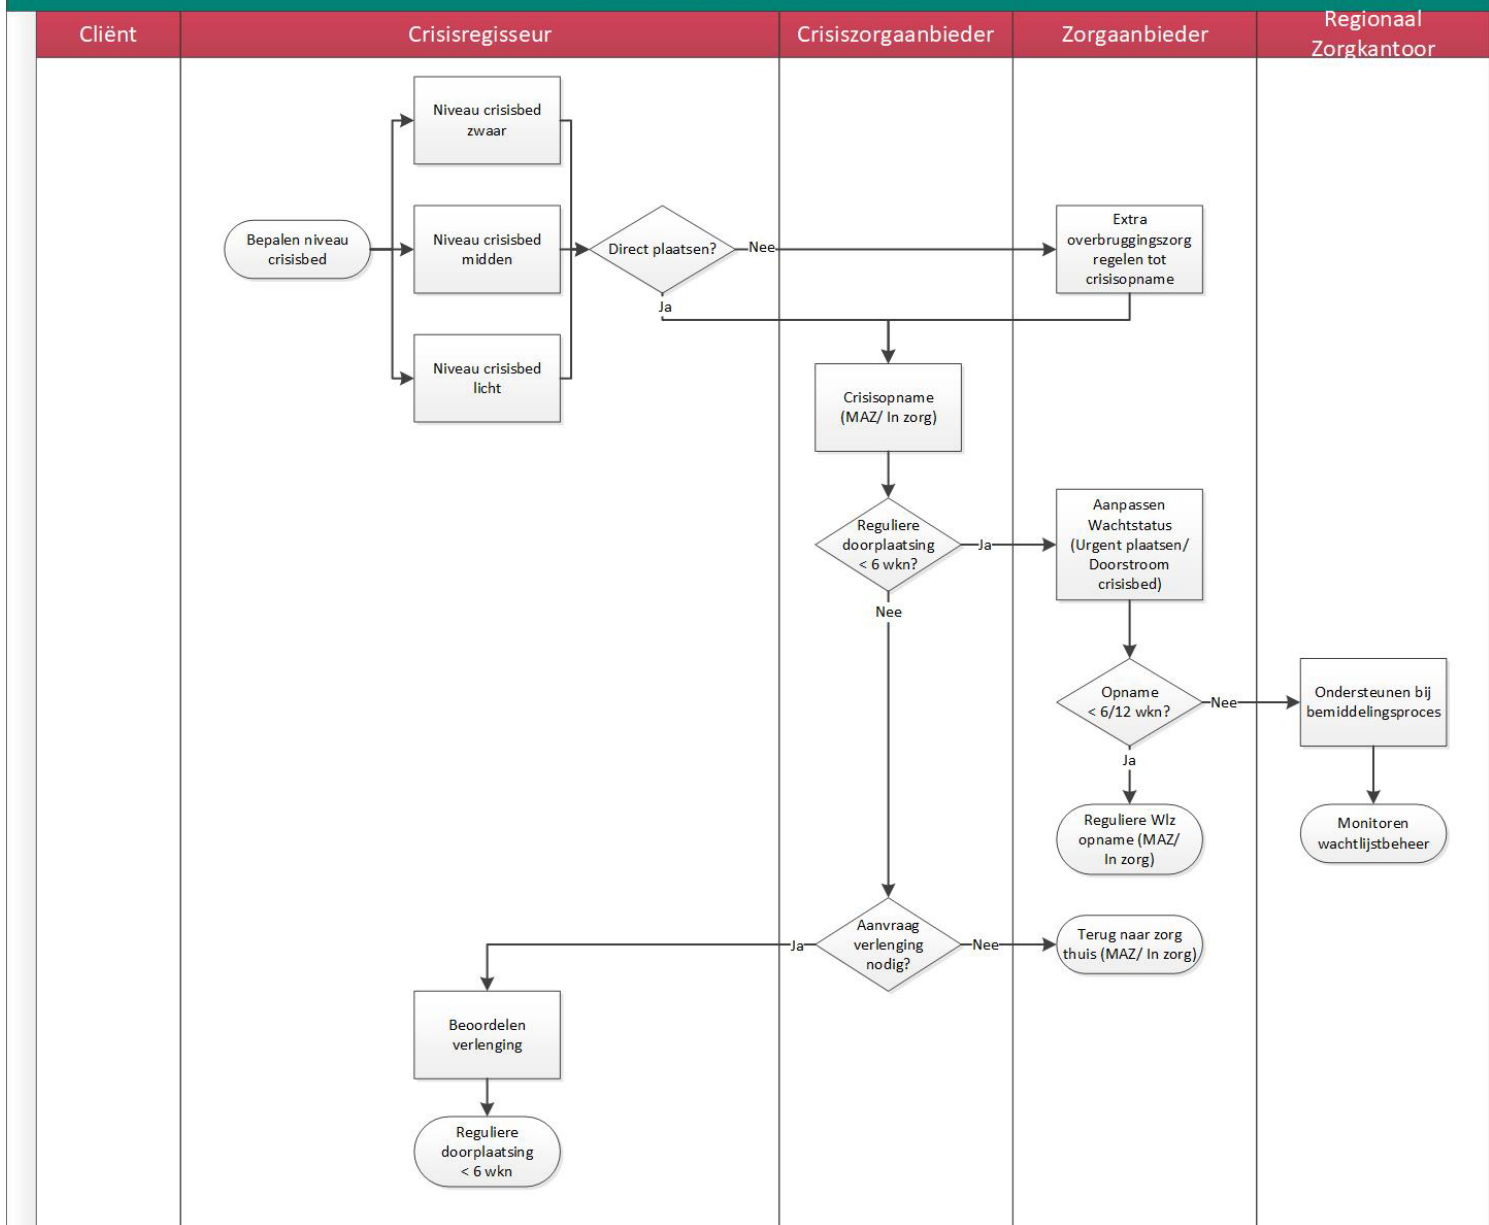 Cliënt
Crisisregisseur
Crisiszorgaanbieder
Zorgaanbieder
Regionaal
Zorgkantoor
Niveau crisisbed
zwaar
Bepalen niveau
crisisbed
Niveau crisisbed
midden
Direct plaatsen?
Nee
Extra
overbruggingszorg
regelen tot
crisisopname
Ja
Niveau crisisbed
licht
Crisisopname
(MAZ/ In zorg)
Reguliere
doorplaatsing
< 6 wkn?
Ja
Aanpassen
Wachtstatus
(Urgent plaatsen/
Doorstroom
crisisbed)
Nee
Opname
< 6/12 wkn?
Nee
Ondersteunen bij
bemiddelingsproces
Ja
Reguliere Wlz
opname (MAZ/
In zorg)
Monitoren
wachtlijstbeheer
Aanvraag
verlenging
nodig?
Ja
Nee
Terug naar zorg
thuis (MAZ/ In zorg)
Beoordelen
verlenging
Reguliere
doorplaatsing
< 6 wkn